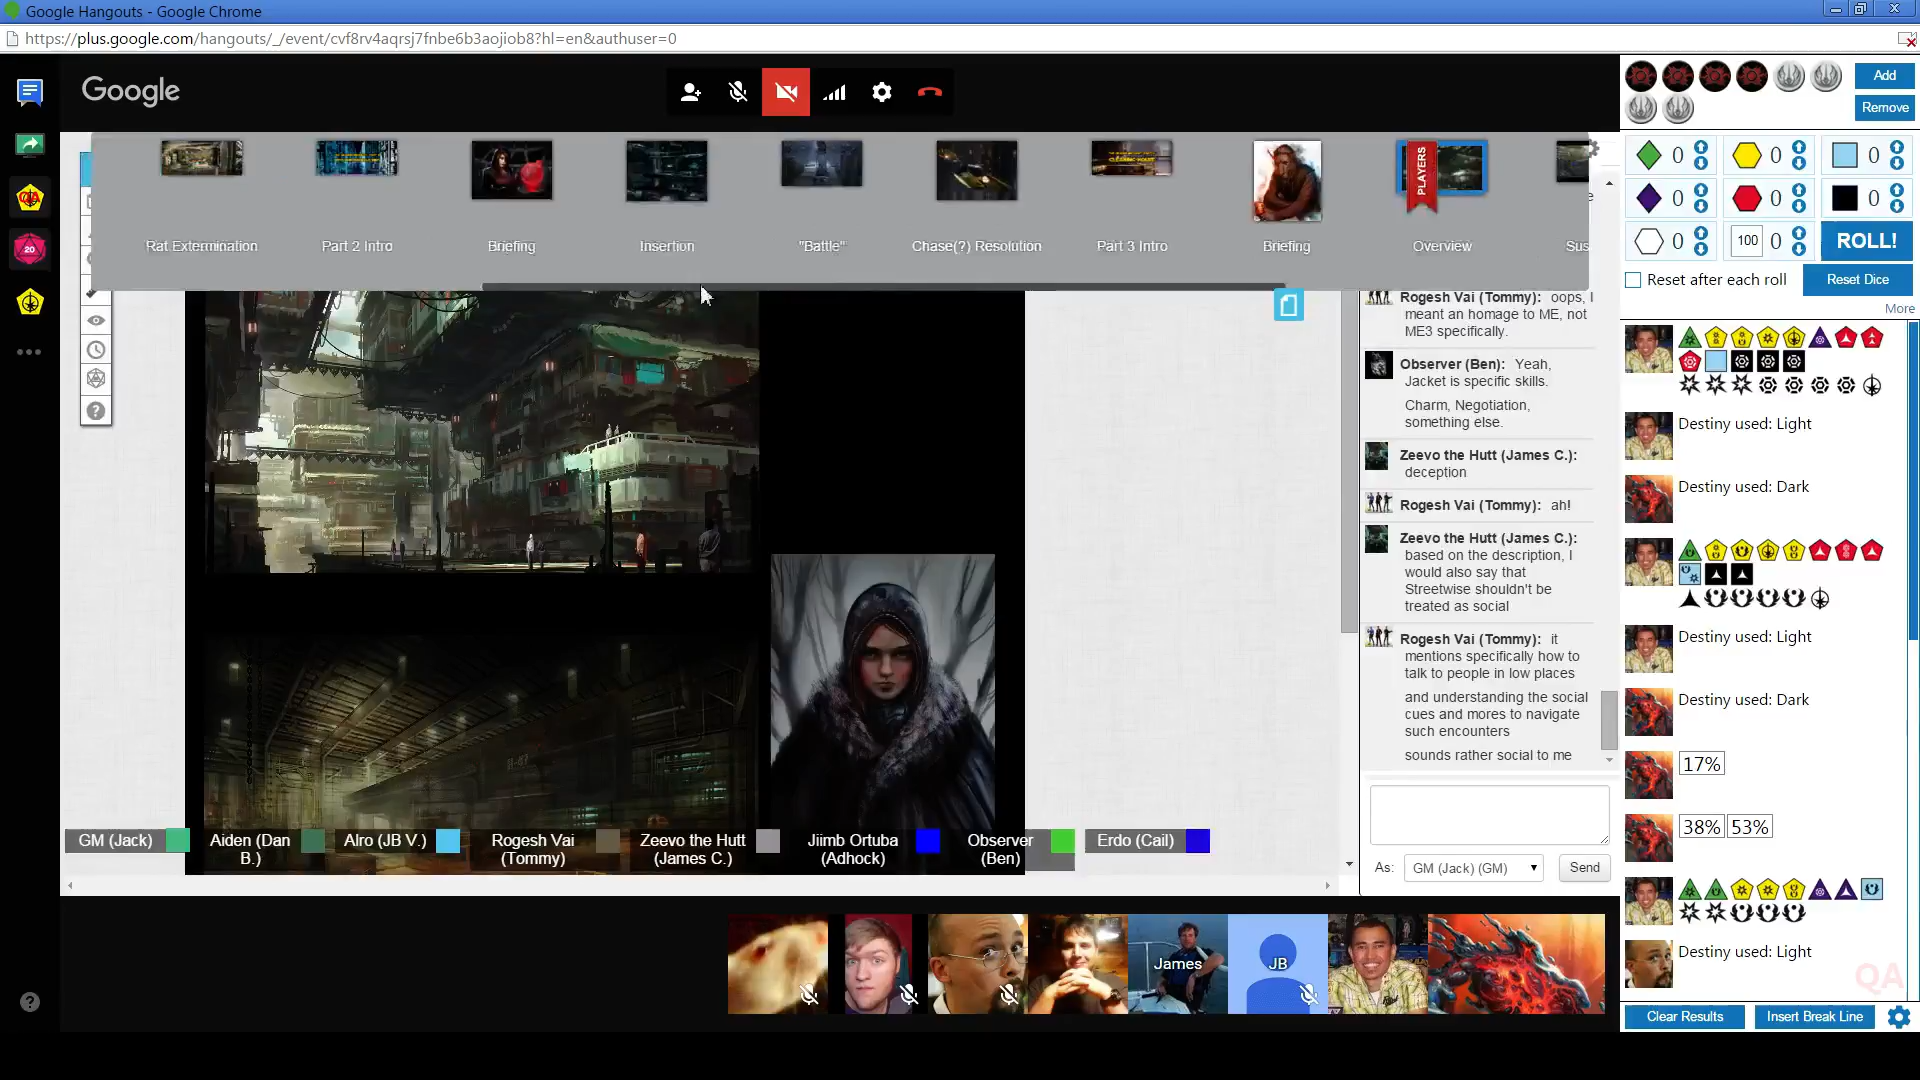 Google Hangouts - Google Chrome
https://plus.google.com/hangouts/_/event/cvf8rv4aqrsj7fnbe6b3aojiob8?hl=en&authuser=0
Google
Rat Extermination
Part 2 Intro
Briefing
Insertion
"Battle"
Chase(?) Resolution
Part 3 Intro
Briefing
PLAYERS
Overview
Sus
Rogesh Vai (Tommy): oops, I
meant an homage to ME, not
ME3 specifically.
Observer (Ben): Yeah,
Jacket is specific skills.
Charm, Negotiation,
something else.
Zeevo the Hutt (James C.):
deception
Rogesh Vai (Tommy): ah!
Zeevo the Hutt (James C.):
based on the description, I
would also say that
Streetwise shouldn't be
treated as social
Rogesh Vai (Tommy): it
mentions specifically how to
talk to people in low places
and understanding the social
cues and mores to navigate
such encounters
sounds rather social to me
As: GM (Jack) (GM) Send
GM (Jack)
Aiden (Dan
B.)
Alro (JB V.)
Rogesh Vai
(Tommy)
Zeevo the Hutt
(James C.)
Jiimb Ortuba
(Adhock)
Observer
(Ben)
Erdo (Cail)
James
JB
Add
Remove
0 0 0
0 0 0
0 100 0 ROLL!
Reset after each roll Reset Dice
More
Destiny used: Light
Destiny used: Dark
Destiny used: Light
Destiny used: Dark
17%
38% 53%
Destiny used: Light
QA
Clear Results Insert Break Line
20